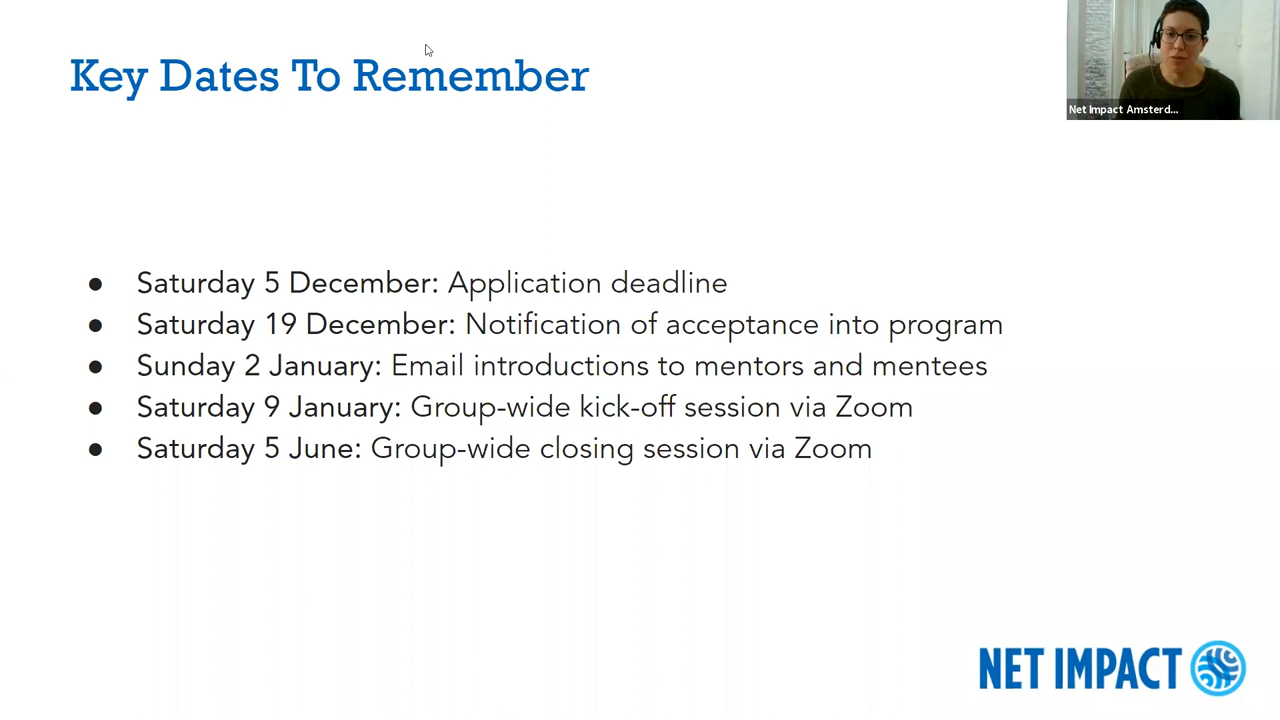 Key Dates To Remember
Net Impact Amsterd...
● Saturday 5 December: Application deadline
● Saturday 19 December: Notification of acceptance into program
● Sunday 2 January: Email introductions to mentors and mentees
● Saturday 9 January: Group-wide kick-off session via Zoom
● Saturday 5 June: Group-wide closing session via Zoom
NET IMPACT